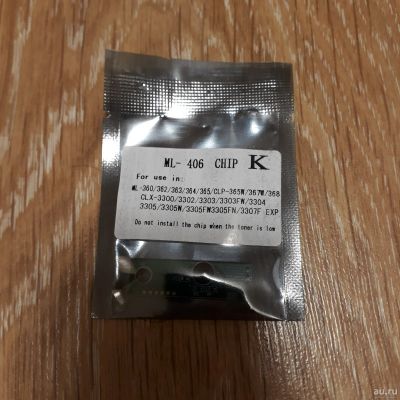 ML- 406 CHIP K
For use in:
ML-360/362/363/364/365/CLP-365W/367W/368
CLX-3300/3302/3303/3303FW/3304
3305/3305W/3305FW3305FN/3307F EXP
Do not install the chip when the toner is low
au.ru